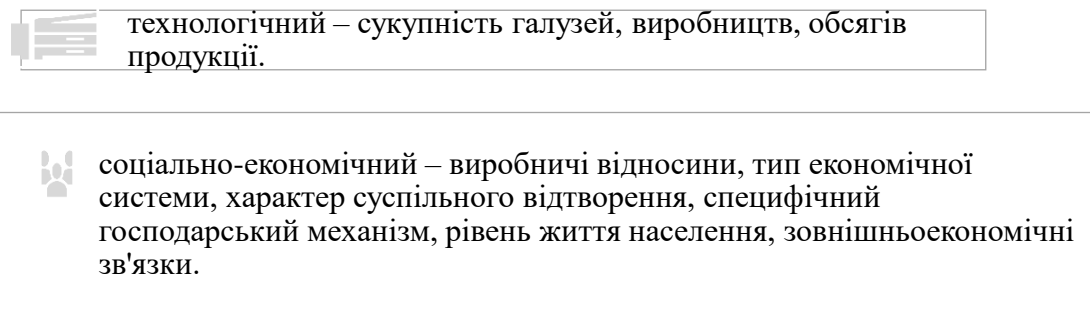 технологічний – сукупність галузей, виробництв, обсягів
продукції.
соціально-економічний – виробничі відносини, тип економічної
системи, характер суспільного відтворення, специфічний
господарський механізм, рівень життя населення, зовнішньоекономічні
зв'язки.